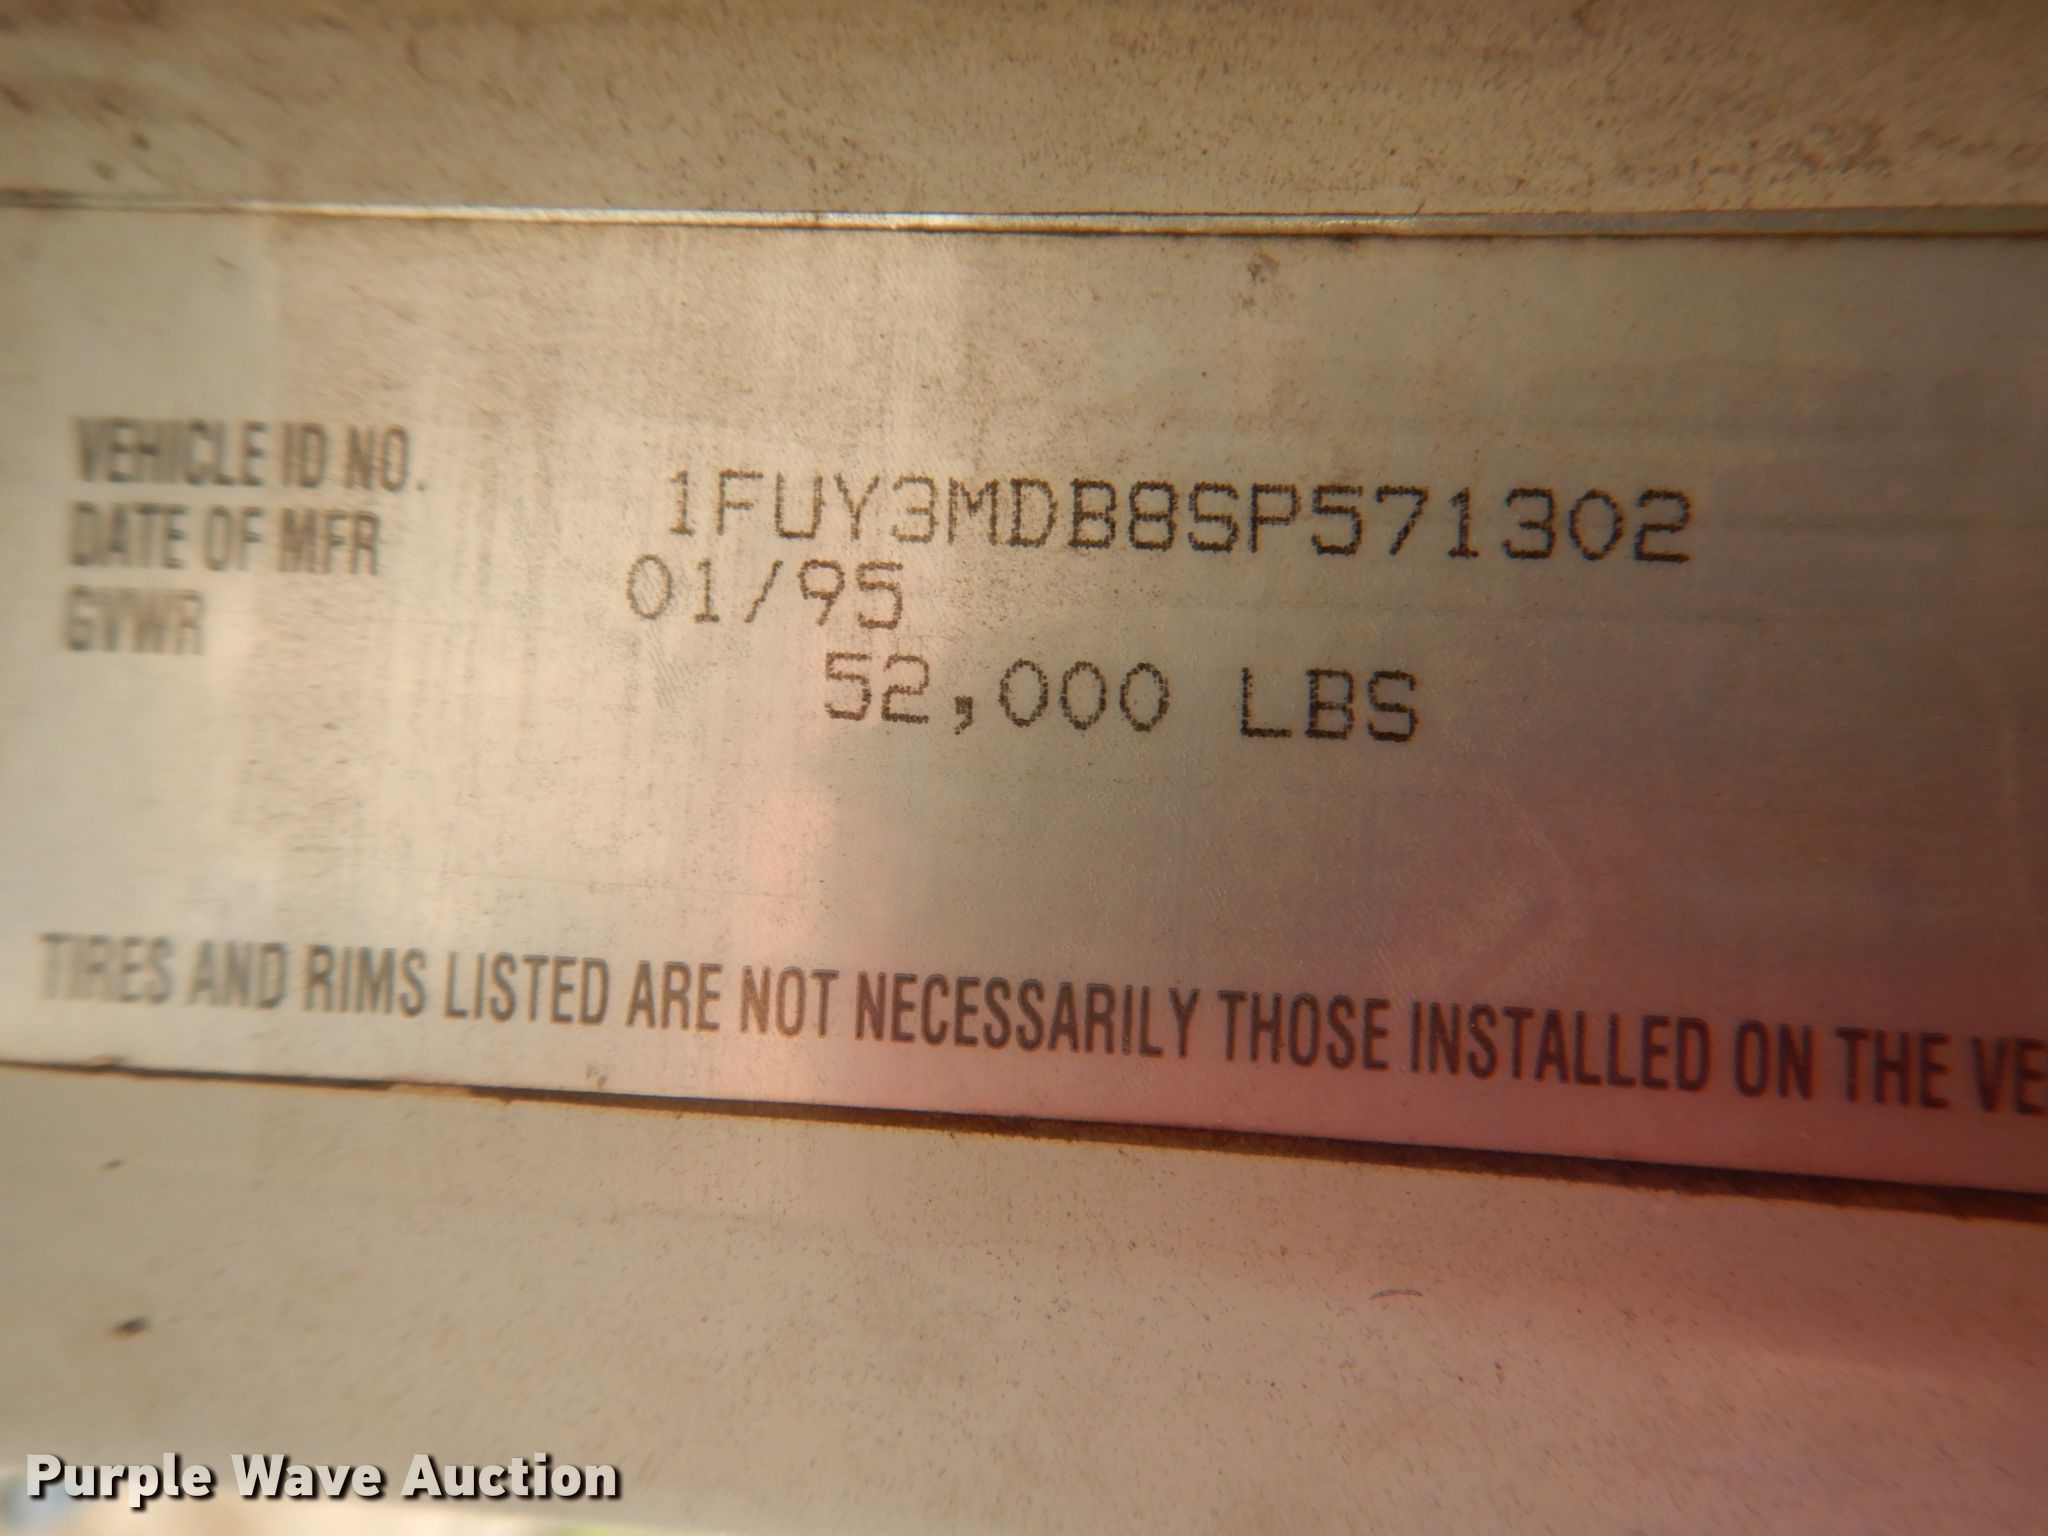 VEHICLE ID NO. 1FUY3MDB8SP571302
DATE OF MFR 01/95
GVWR 52,000 LBS
TIRES AND RIMS LISTED ARE NOT NECESSARILY THOSE INSTALLED ON THE VE
Purple Wave Auction